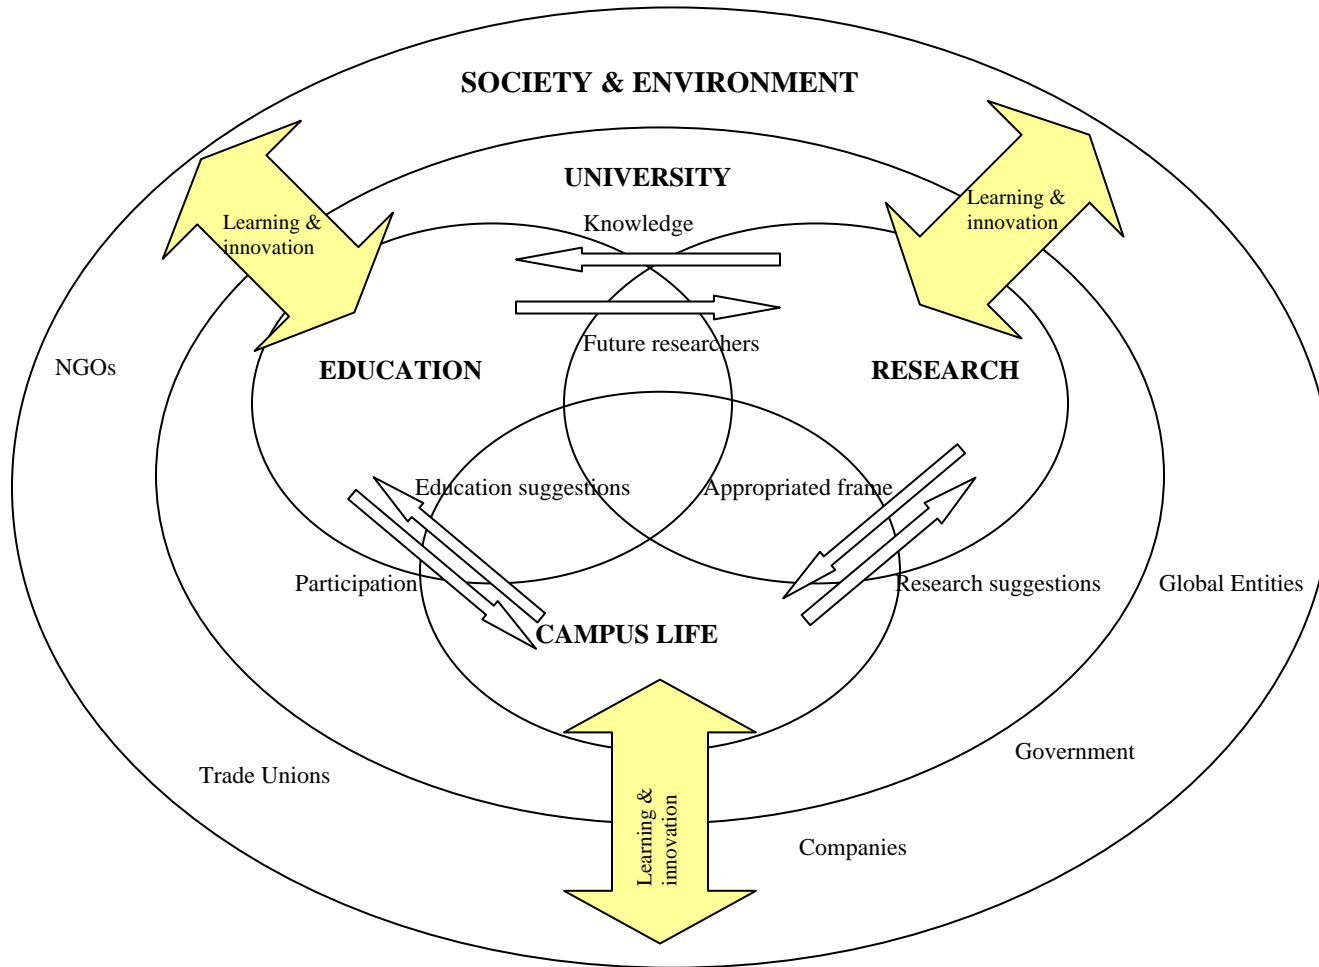 SOCIETY & ENVIRONMENT
UNIVERSITY
Knowledge
Learning &
innovation
Learning &
innovation
Future researchers
NGOs
EDUCATION
RESEARCH
Education suggestions
Appropriated frame
Participation
Research suggestions
Global Entities
CAMPUS LIFE
Government
Trade Unions
Learning &
innovation
Companies